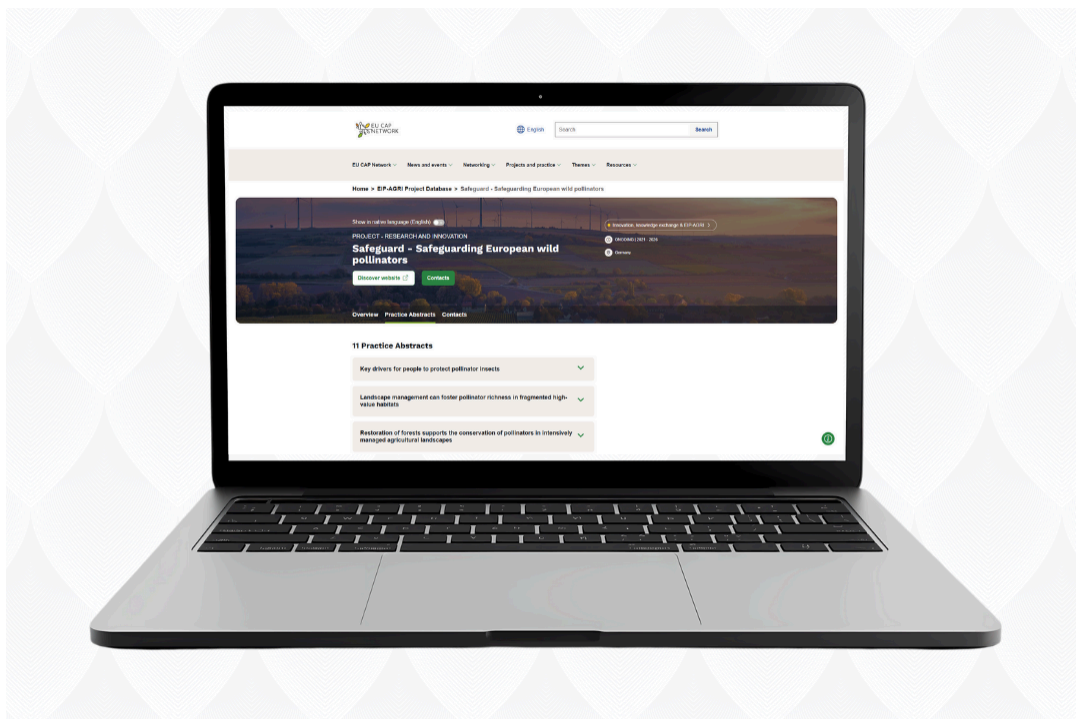 EU CAP
NETWORK
English
Search
Search
EU CAP Network
News and events
Networking
Projects and practice
Themes
Resources
Home > EIP-AGRI Project Database > Safeguard - Safeguarding European wild pollinators
Show in native language (English)
Innovation, knowledge exchange & EIP-AGRI
PROJECT - RESEARCH AND INNOVATION
ONGOING | 2021 - 2025
Safeguard - Safeguarding European wild
pollinators
Germany
Discover website
Contacts
Overview Practice Abstracts Contacts
11 Practice Abstracts
Key drivers for people to protect pollinator insects
Landscape management can foster pollinator richness in fragmented high-
value habitats
Restoration of forests supports the conservation of pollinators in intensively
managed agricultural landscapes